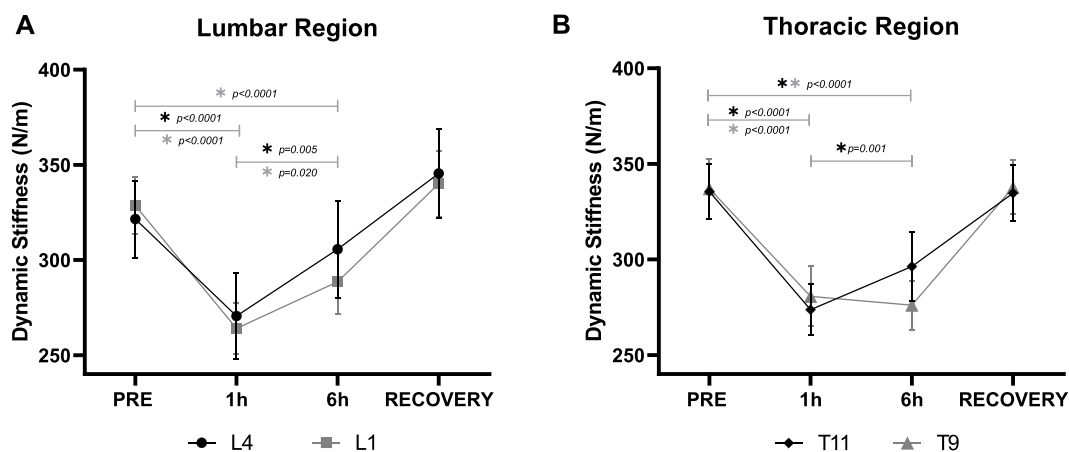 A
Lumbar Region
Dynamic Stiffness (N/m)
400
350
300
250
* p<0.0001
* p<0.0001
* p<0.0001
* p=0.005
* p=0.020
PRE
1h
6h
RECOVERY
L4
L1
B
Thoracic Region
Dynamic Stiffness (N/m)
400
350
300
250
* * p<0.0001
* p<0.0001
* p<0.0001
* p=0.001
PRE
1h
6h
RECOVERY
T11
T9